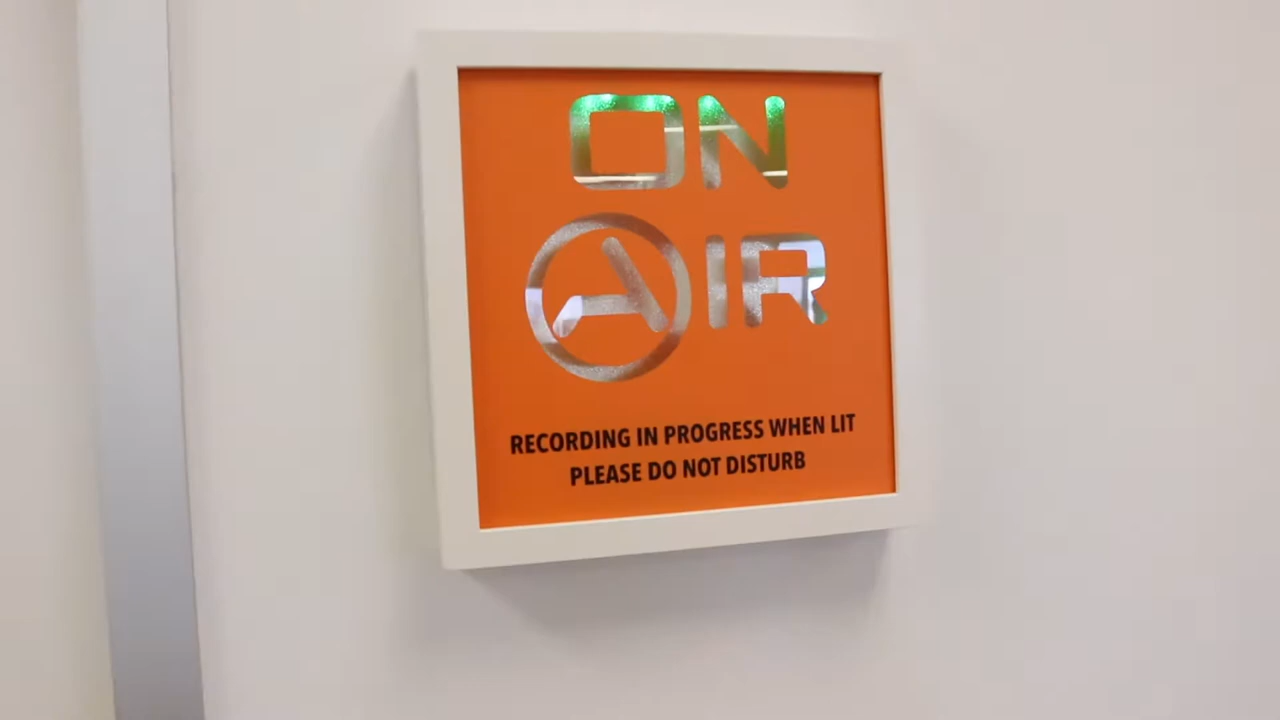 ON
AIR
RECORDING IN PROGRESS WHEN LIT
PLEASE DO NOT DISTURB